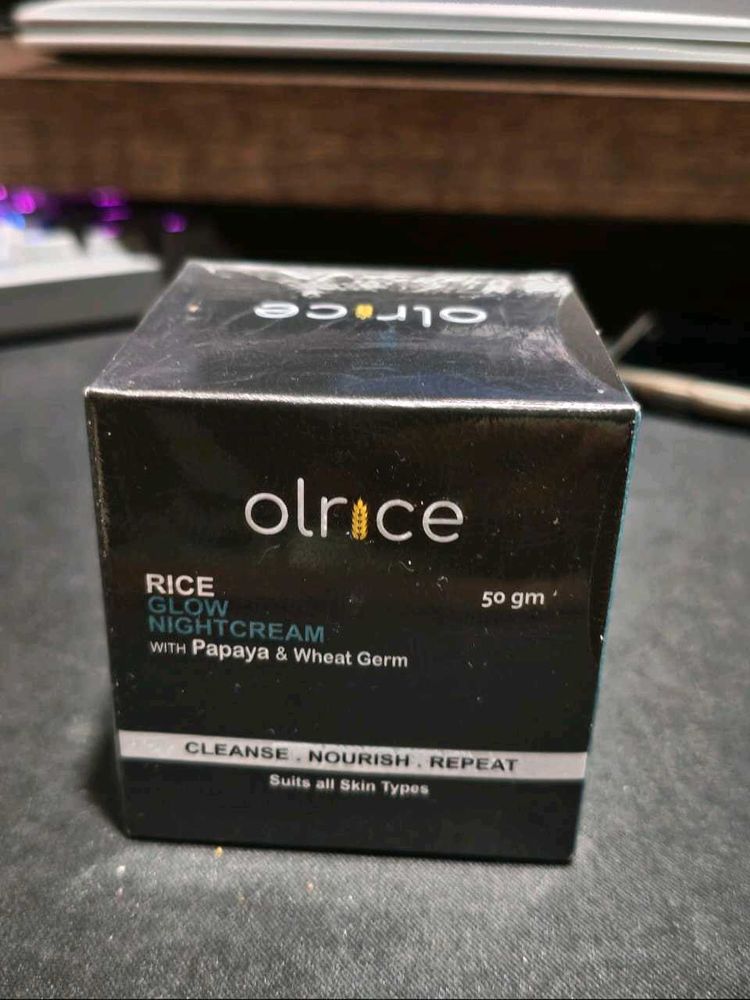 olrice
olrice
RICE
GLOW
NIGHTCREAM
WITH Papaya & Wheat Germ
50 gm
CLEANSE . NOURISH . REPEAT
Suits all Skin Types